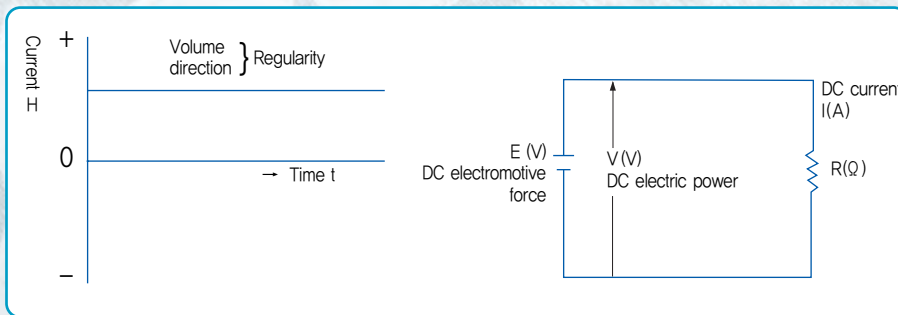 Current H
+
0
−
Volume
direction } Regularity
→ Time t
E (V)
DC electromotive
force
V (V)
DC electric power
DC current
I(A)
R(Ω)